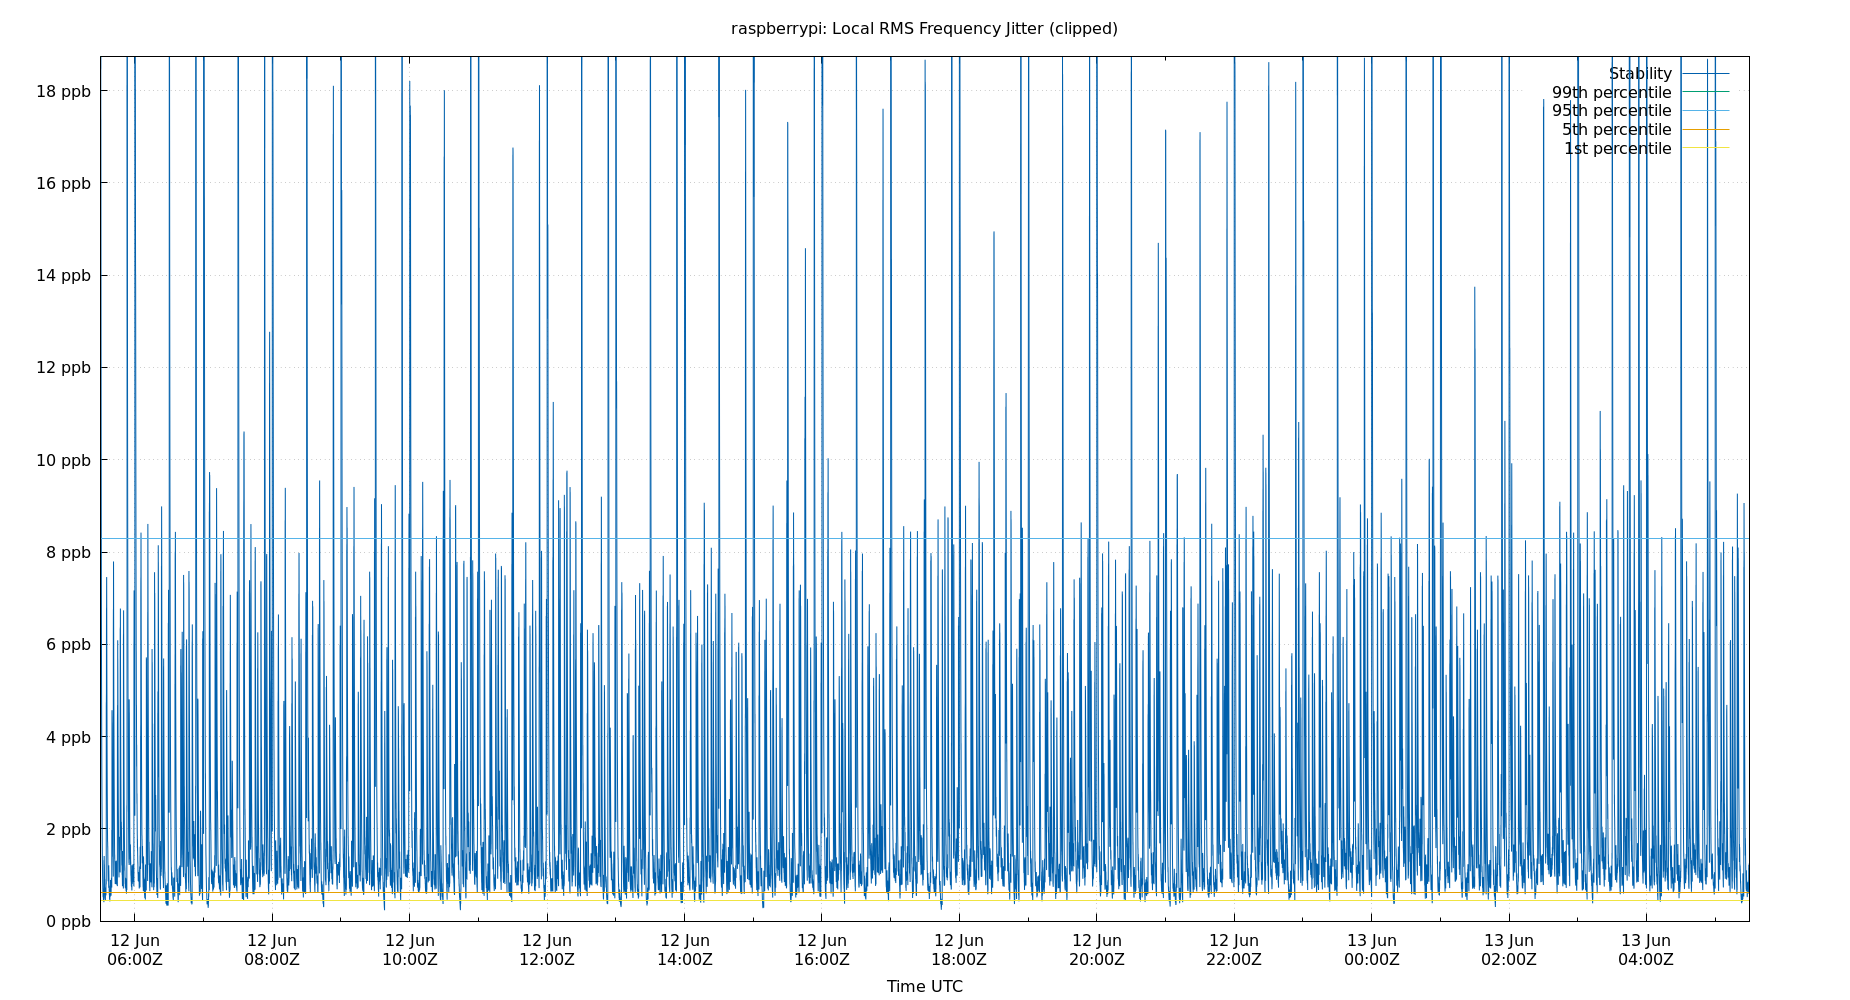 raspberrypi: Local RMS Frequency Jitter (clipped)
Stability
99th percentile
95th percentile
5th percentile
1st percentile
18 ppb
16 ppb
14 ppb
12 ppb
10 ppb
8 ppb
6 ppb
4 ppb
2 ppb
0 ppb
12 Jun 12 Jun 12 Jun 12 Jun 12 Jun 12 Jun 12 Jun 12 Jun 12 Jun 13 Jun 13 Jun 13 Jun
06:00Z 08:00Z 10:00Z 12:00Z 14:00Z 16:00Z 18:00Z 20:00Z 22:00Z 00:00Z 02:00Z 04:00Z
Time UTC